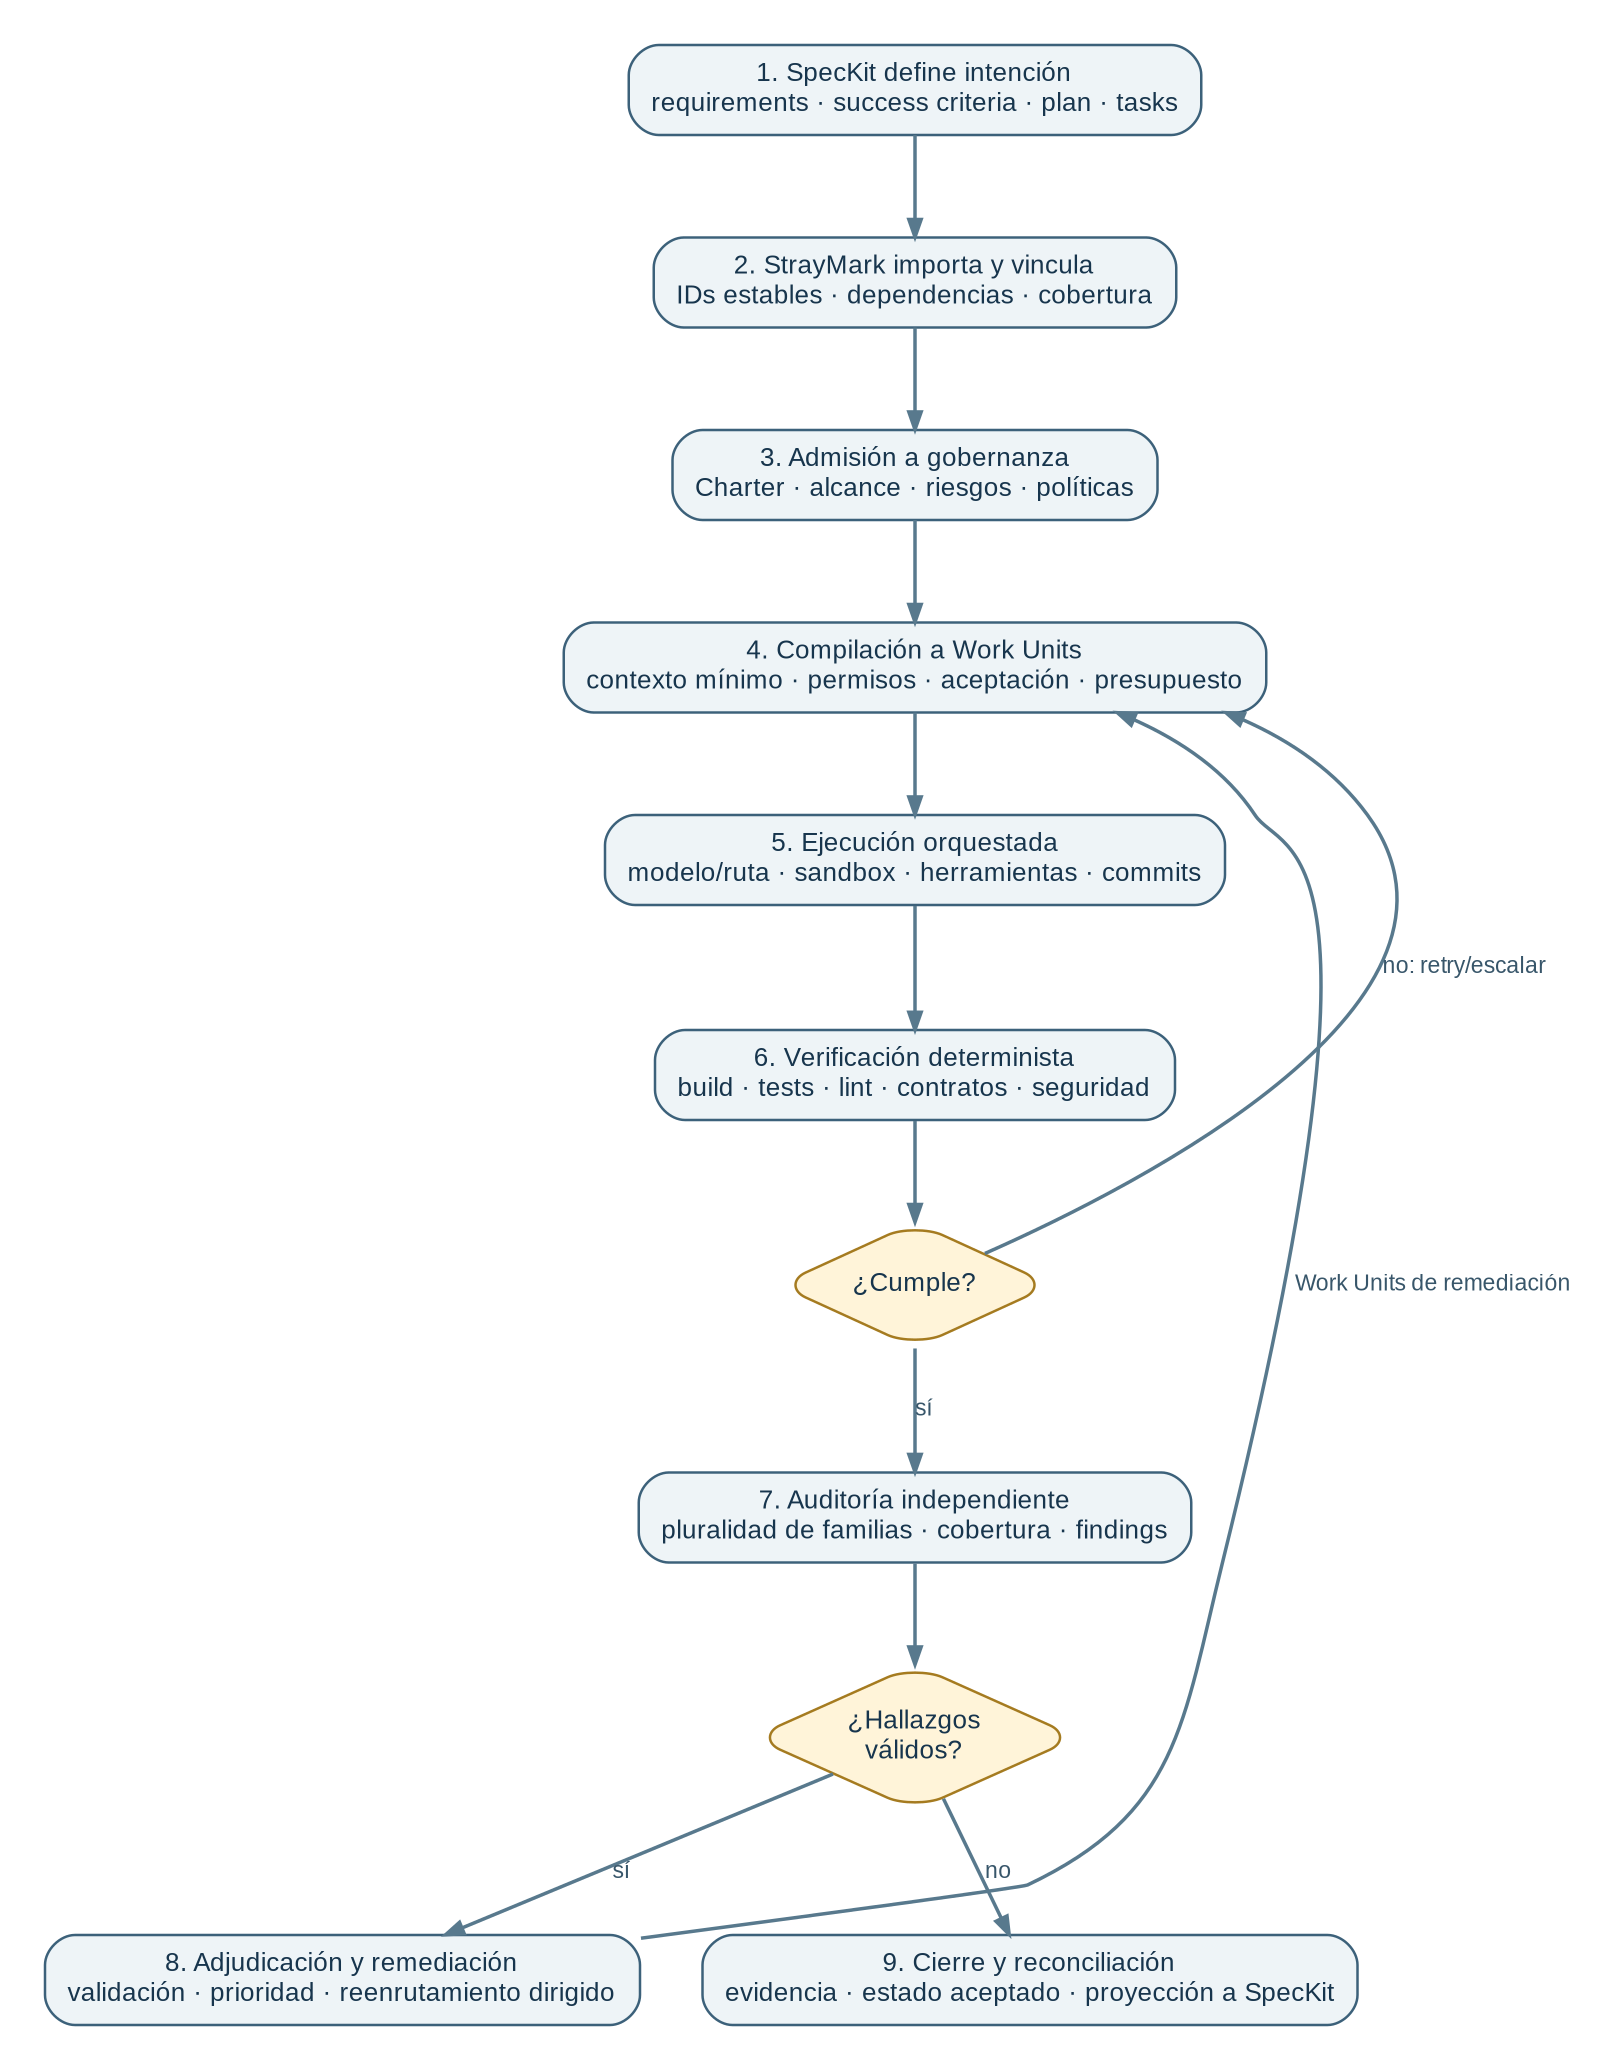 1. SpecKit define intención
requirements · success criteria · plan · tasks
2. StrayMark importa y vincula
IDs estables · dependencias · cobertura
3. Admisión a gobernanza
Charter · alcance · riesgos · políticas
4. Compilación a Work Units
contexto mínimo · permisos · aceptación · presupuesto
5. Ejecución orquestada
modelo/ruta · sandbox · herramientas · commits
no: retry/escalar
6. Verificación determinista
build · tests · lint · contratos · seguridad
¿Cumple?
Work Units de remediación
sí
7. Auditoría independiente
pluralidad de familias · cobertura · findings
¿Hallazgos
válidos?
sí
no
8. Adjudicación y remediación
validación · prioridad · reenrutamiento dirigido
9. Cierre y reconciliación
evidencia · estado aceptado · proyección a SpecKit